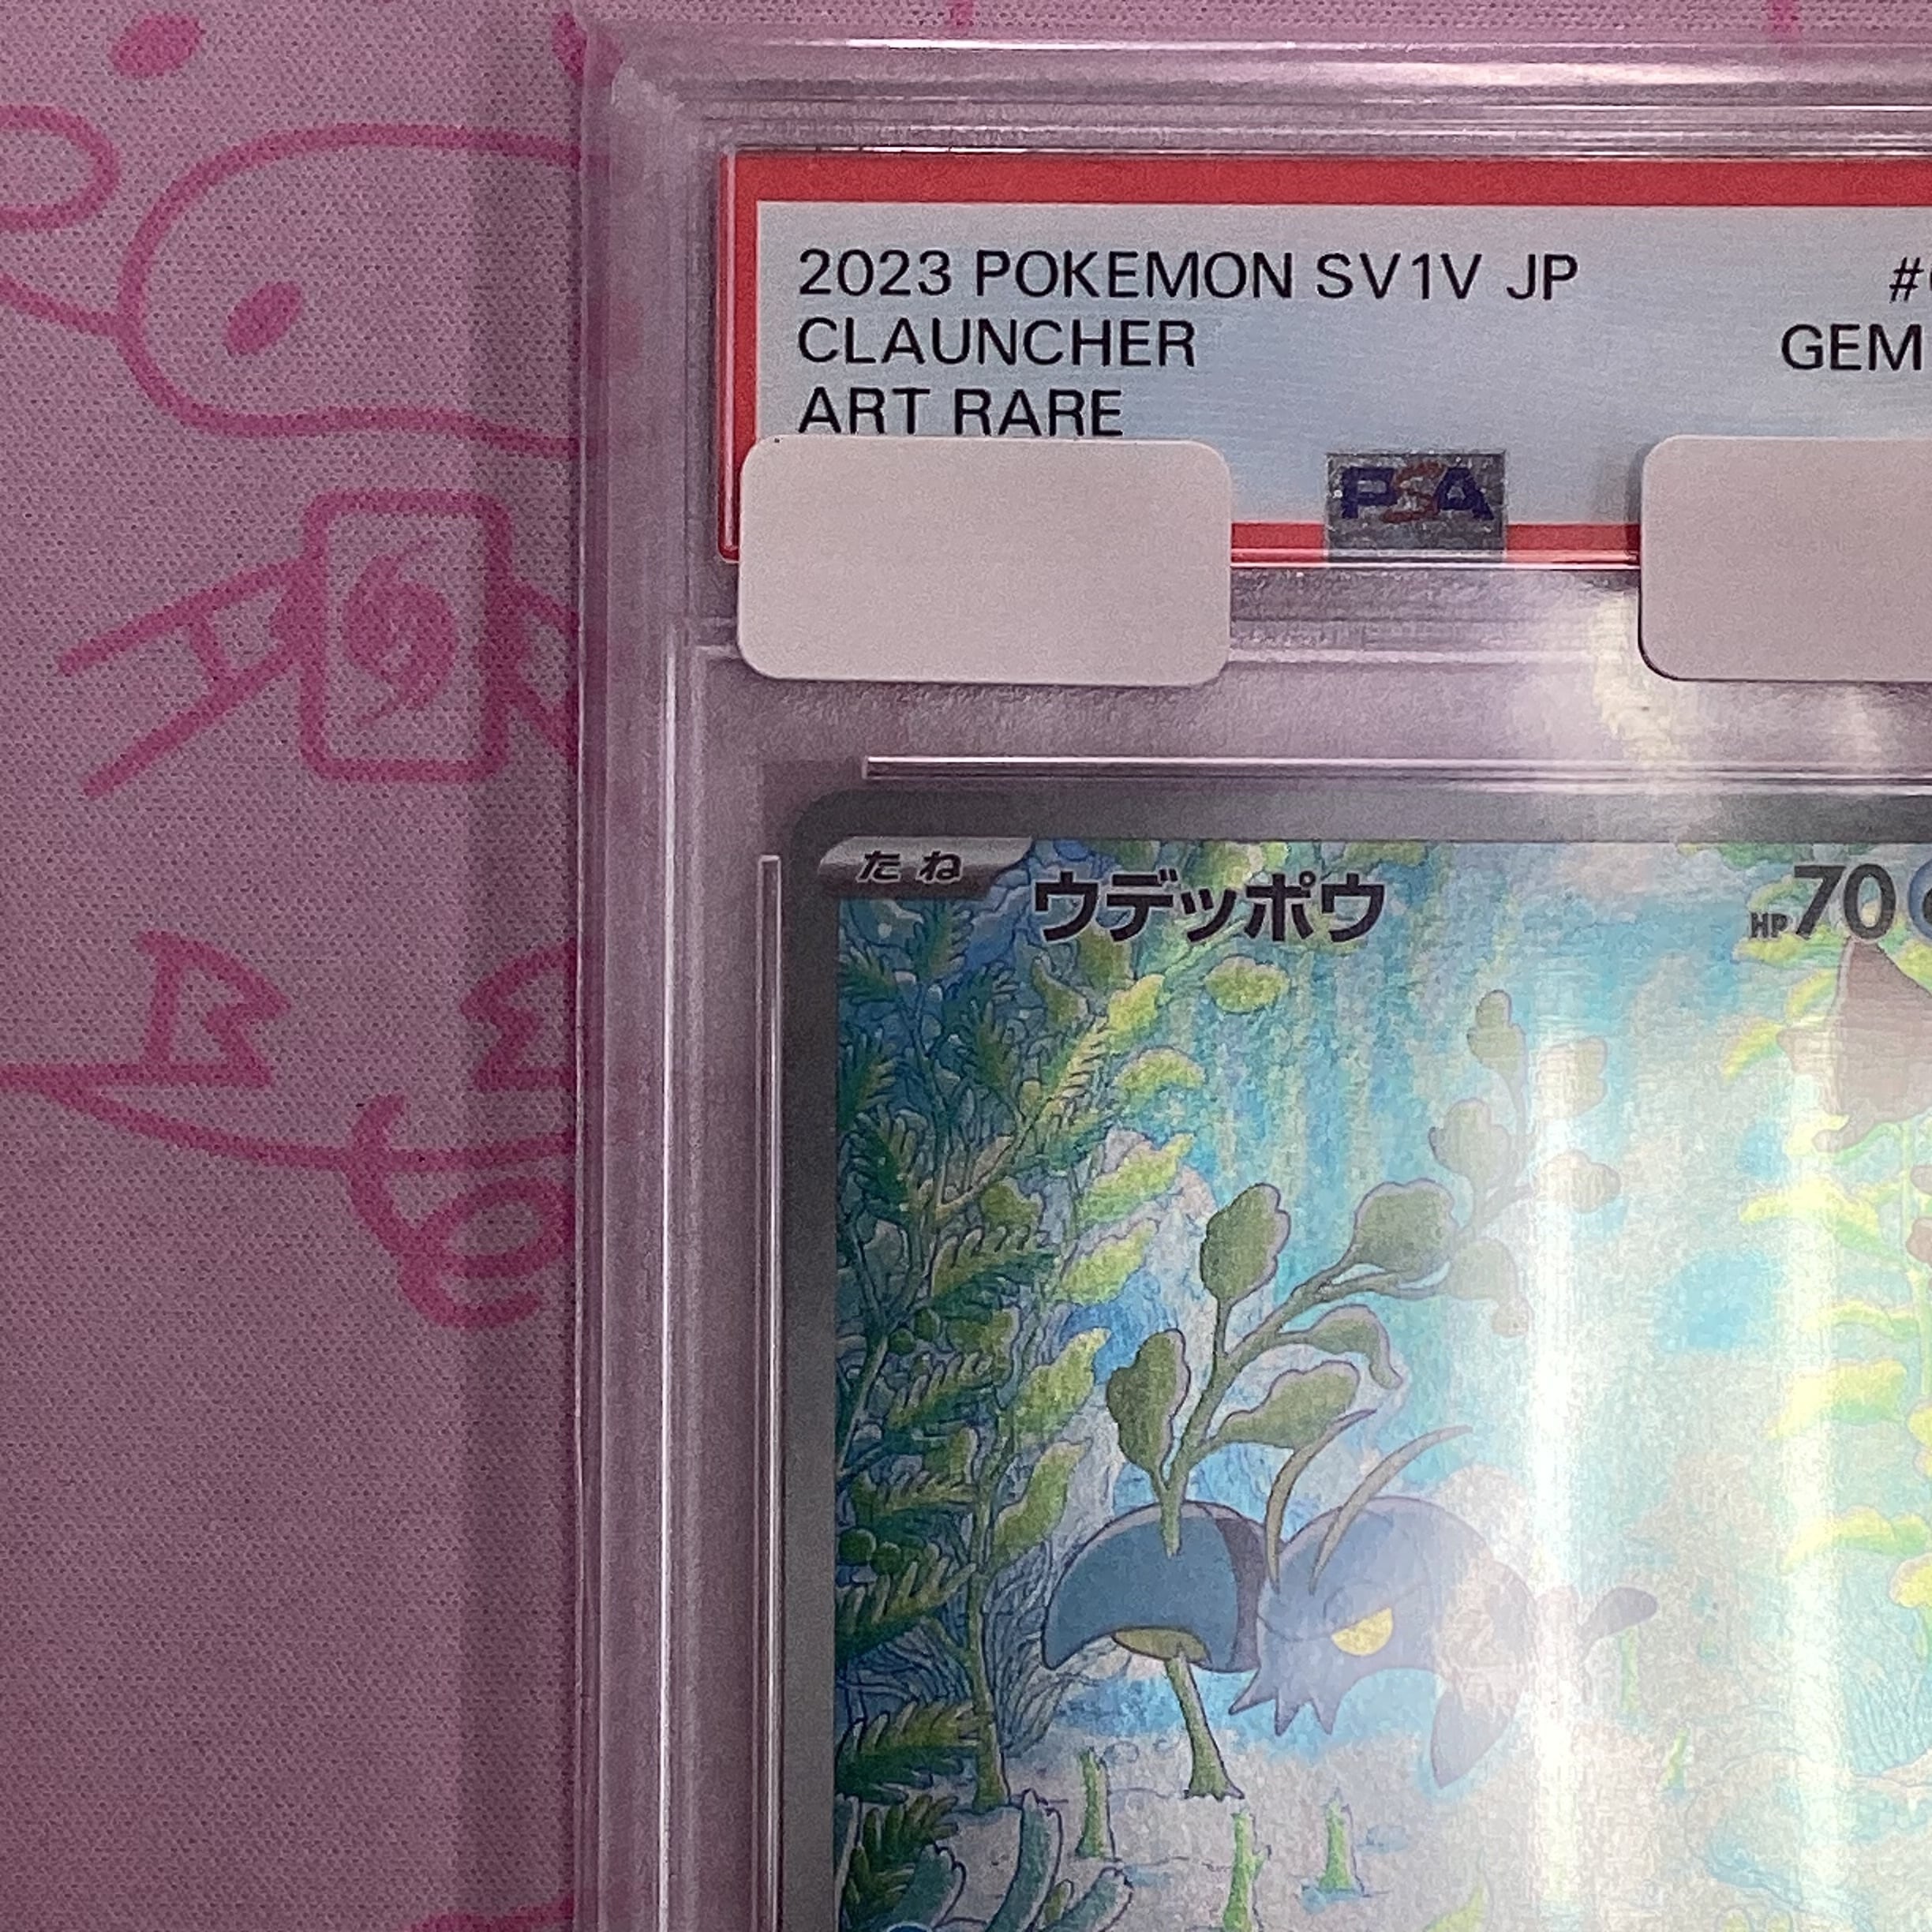 2023 POKEMON SV1V JP
#
CLAUNCHER
GEM
ART RARE
PSA
たね
ウデッポウ
HP70